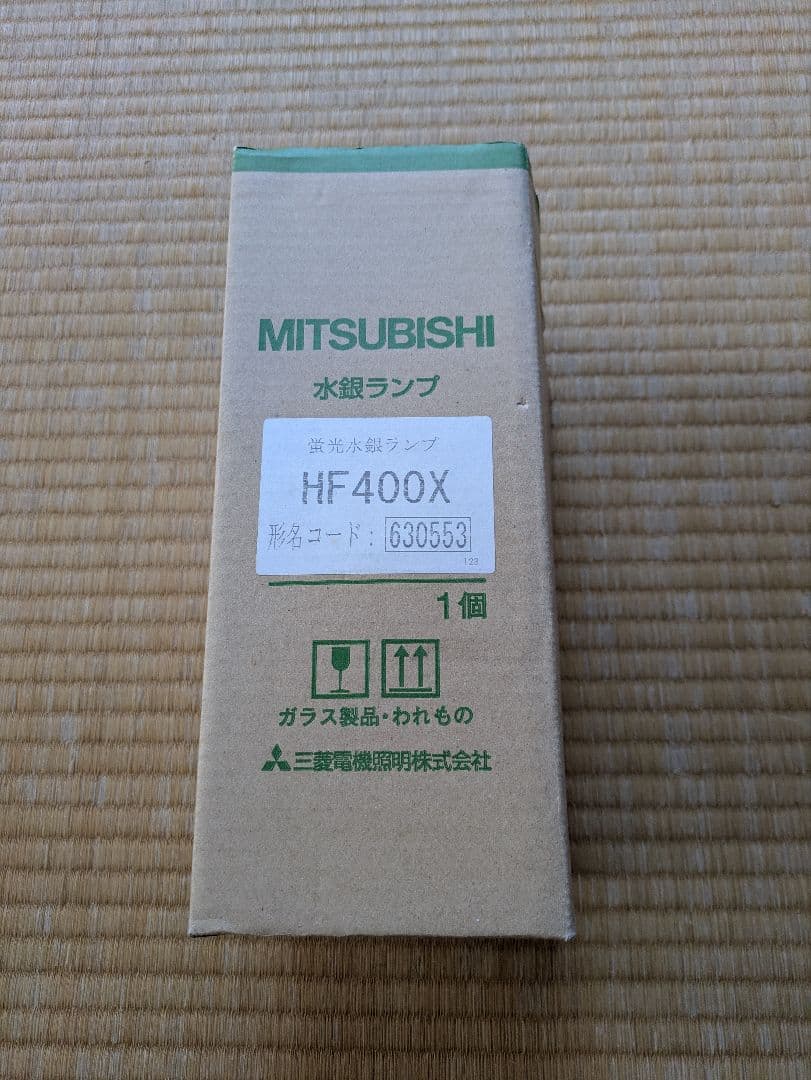 MITSUBISHI
水銀ランプ
蛍光水銀ランプ
HF400X
形名コード：630553
123
1個
ガラス製品・われもの
三菱電機照明株式会社